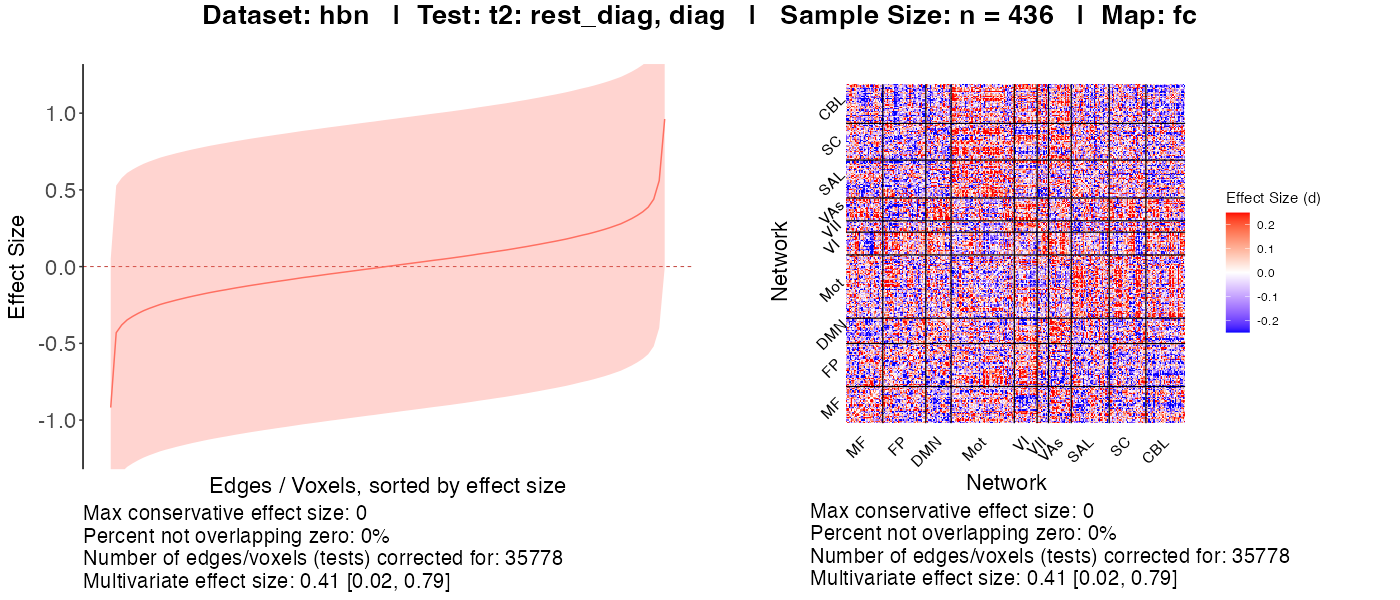 Dataset: hbn | Test: t2: rest_diag, diag | Sample Size: n = 436 | Map: fc
Effect Size
1.0
0.5
0.0
-0.5
-1.0
Edges / Voxels, sorted by effect size
Max conservative effect size: 0
Percent not overlapping zero: 0%
Number of edges/voxels (tests) corrected for: 35778
Multivariate effect size: 0.41 [0.02, 0.79]
Network
CBL
SC
SAL
VAs
VII
VI
Mot
DMN
FP
MF
MF
FP
DMN
Mot
VI
VII
VAs
SAL
SC
CBL
Network
Effect Size (d)
0.2
0.1
0.0
-0.1
-0.2
Max conservative effect size: 0
Percent not overlapping zero: 0%
Number of edges/voxels (tests) corrected for: 35778
Multivariate effect size: 0.41 [0.02, 0.79]